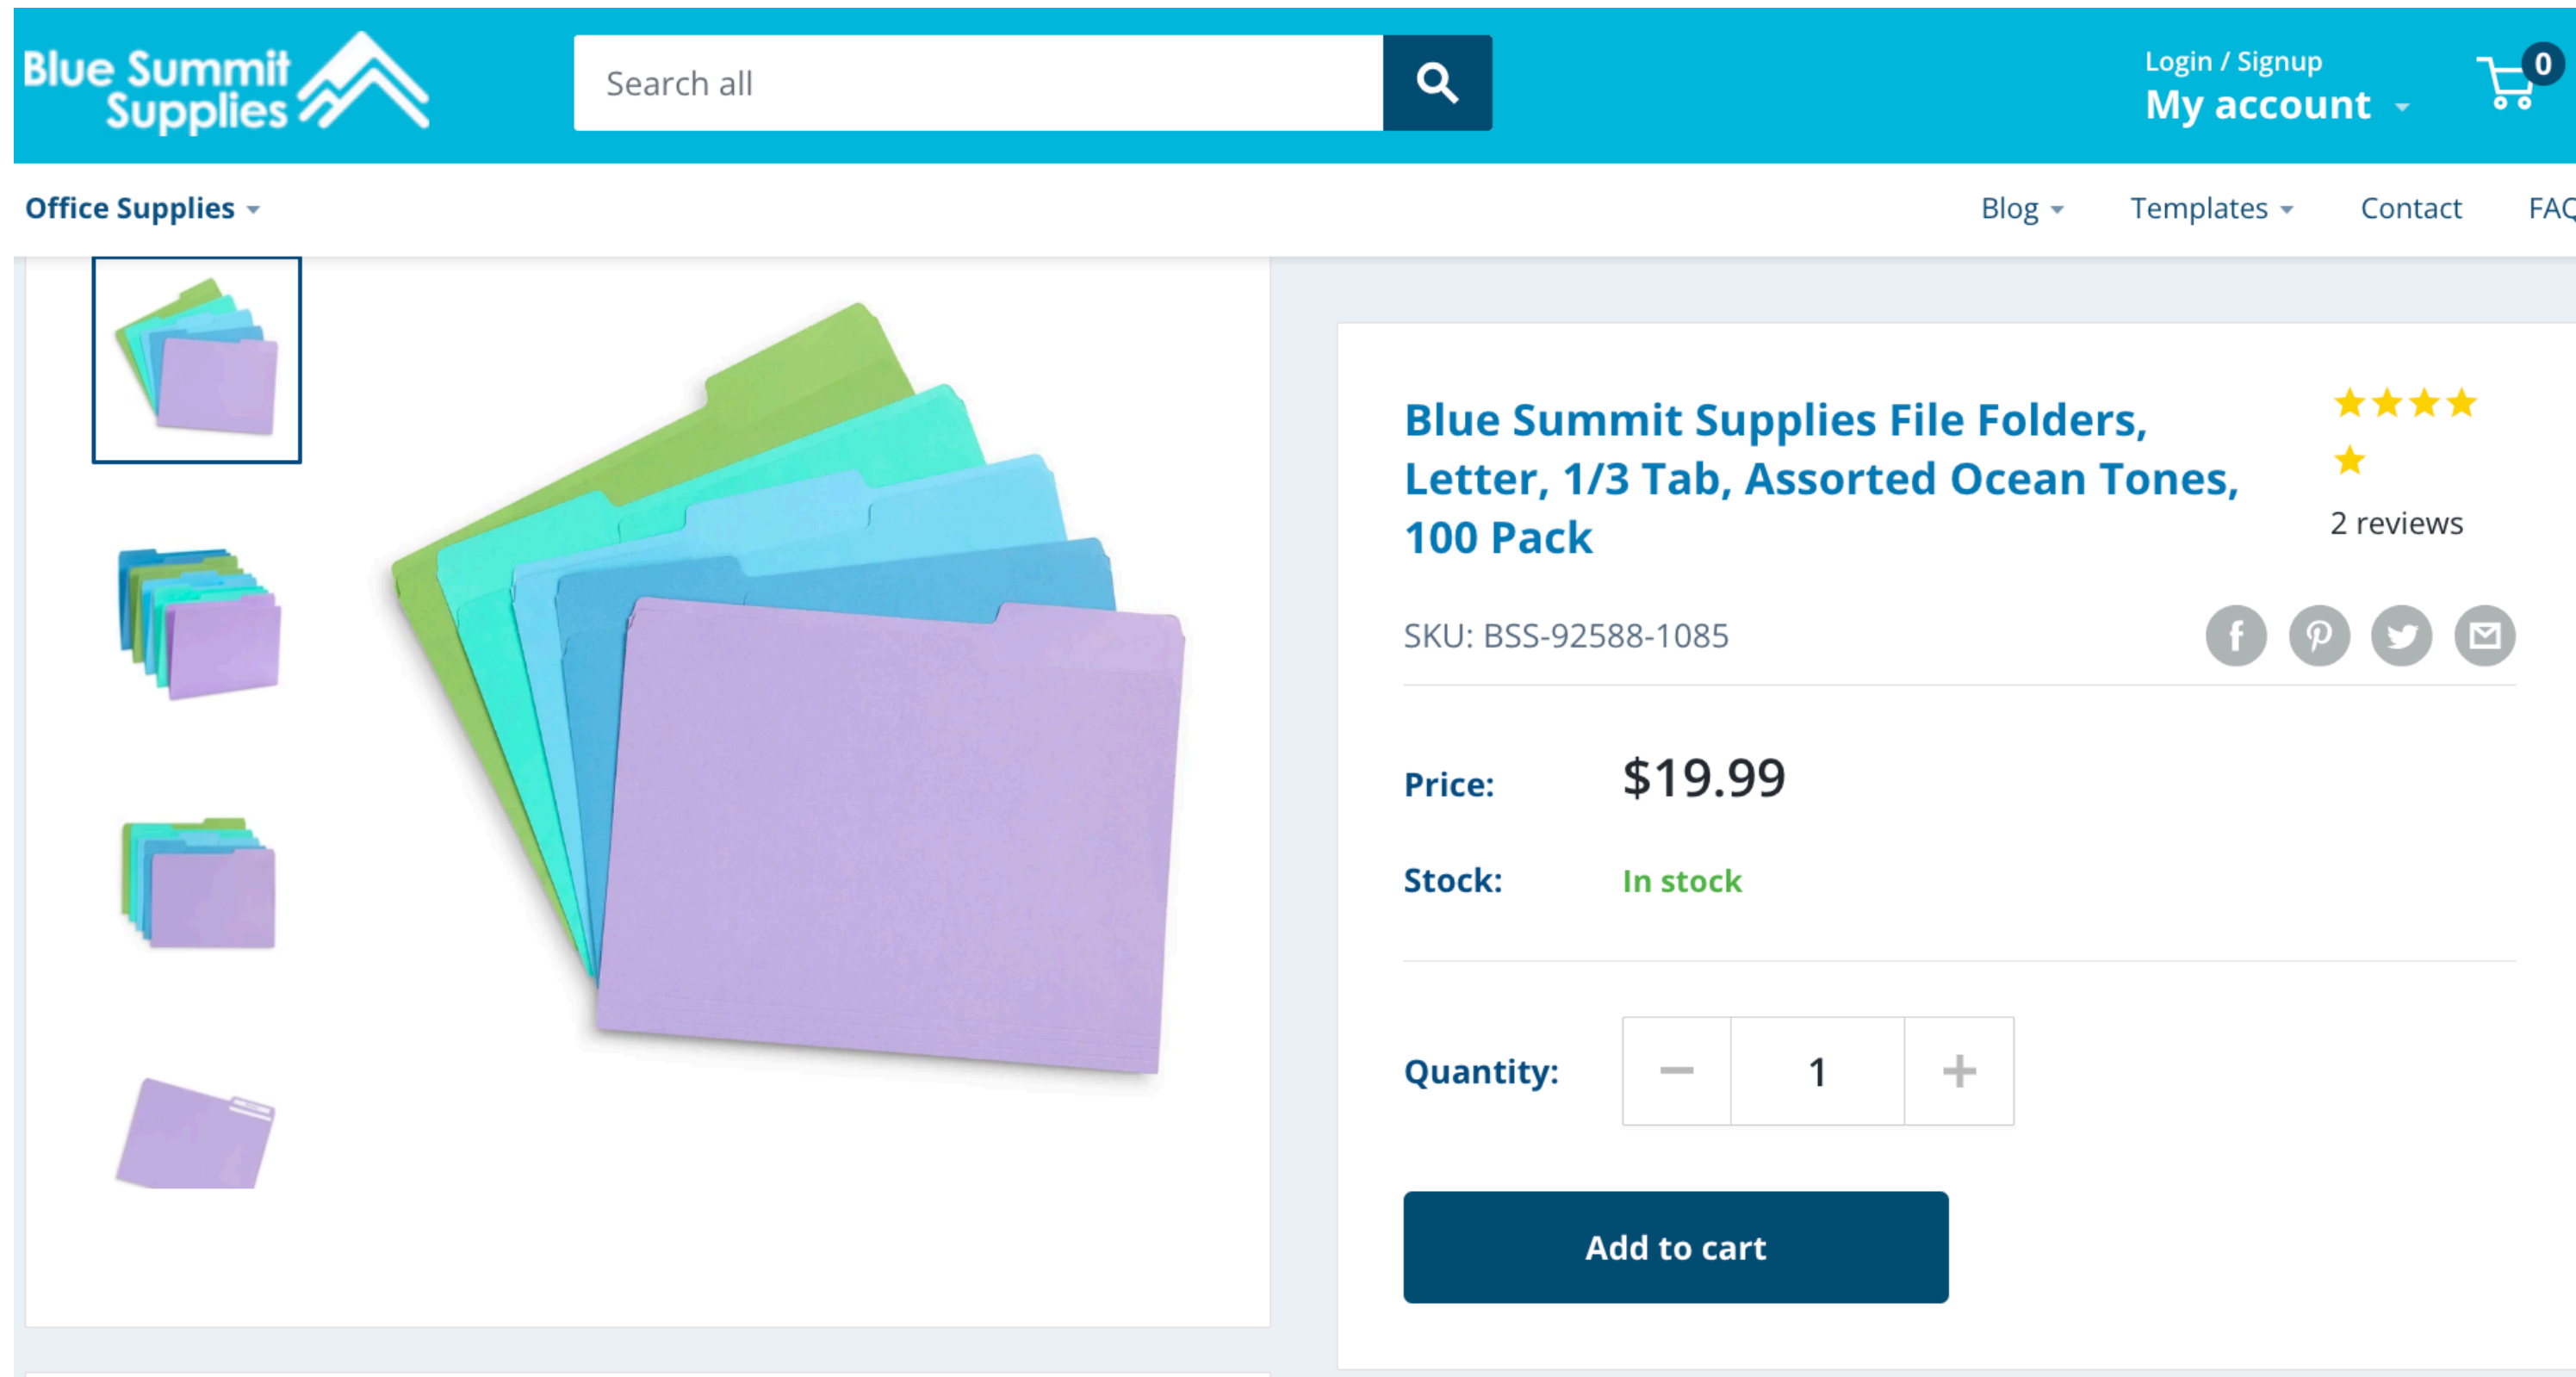 Blue Summit
Supplies
Search all
Login / Signup
My account
0
Office Supplies
Blog
Templates
Contact
FAQ
Blue Summit Supplies File Folders,
Letter, 1/3 Tab, Assorted Ocean Tones,
100 Pack
2 reviews
SKU: BSS-92588-1085
Price: $19.99
Stock: In stock
Quantity: 1
Add to cart